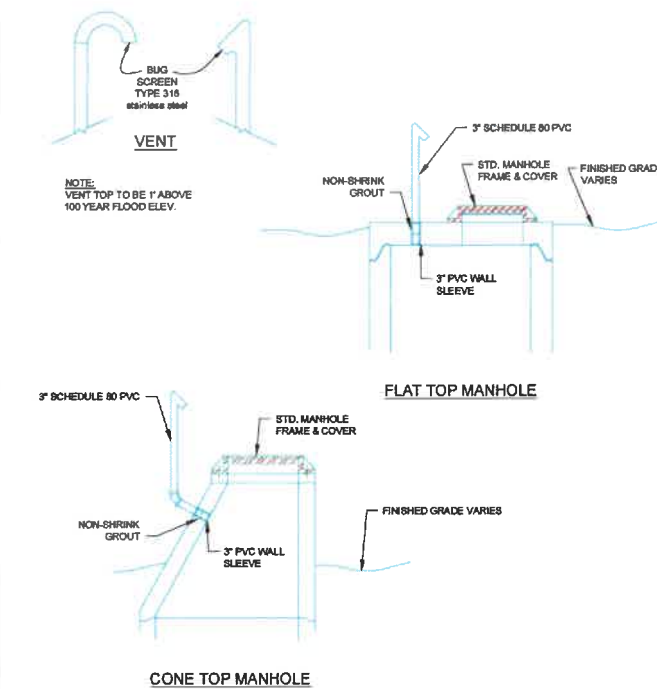 BUG
SCREEN
TYPE 316
stainless steel
VENT
NOTE:
VENT TOP TO BE 1' ABOVE
100 YEAR FLOOD ELEV.
3" SCHEDULE 80 PVC
STD. MANHOLE
FRAME & COVER
FINISHED GRAD
VARIES
NON-SHRINK
GROUT
3" PVC WALL
SLEEVE
FLAT TOP MANHOLE
3" SCHEDULE 80 PVC
STD. MANHOLE
FRAME & COVER
FINISHED GRADE VARIES
NON-SHRINK
GROUT
3" PVC WALL
SLEEVE
CONE TOP MANHOLE